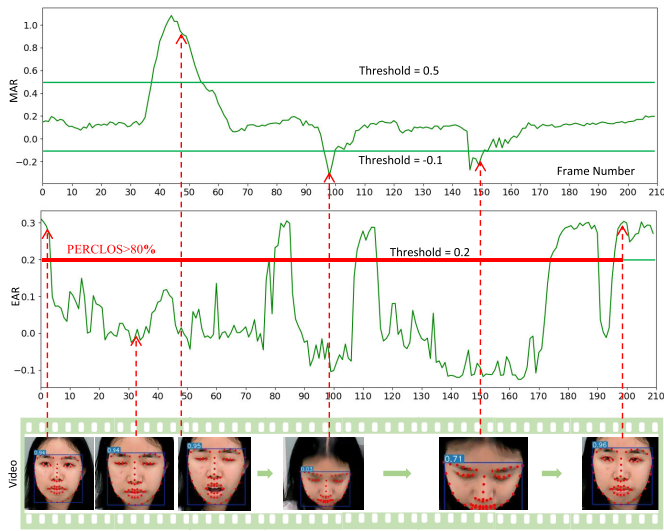 1.0
0.8
0.6
Threshold = 0.5
0.4
MAR
0.2
0.0
Threshold = -0.1
−0.2
Frame Number
0 10 20 30 40 50 60 70 80 90 100 110 120 130 140 150 160 170 180 190 200 210
0.3
PERCLOS>80%
Threshold = 0.2
0.2
EAR
0.1
0.0
−0.1
0 10 20 30 40 50 60 70 80 90 100 110 120 130 140 150 160 170 180 190 200 210
Video
0.94
0.95
0.71
0.96